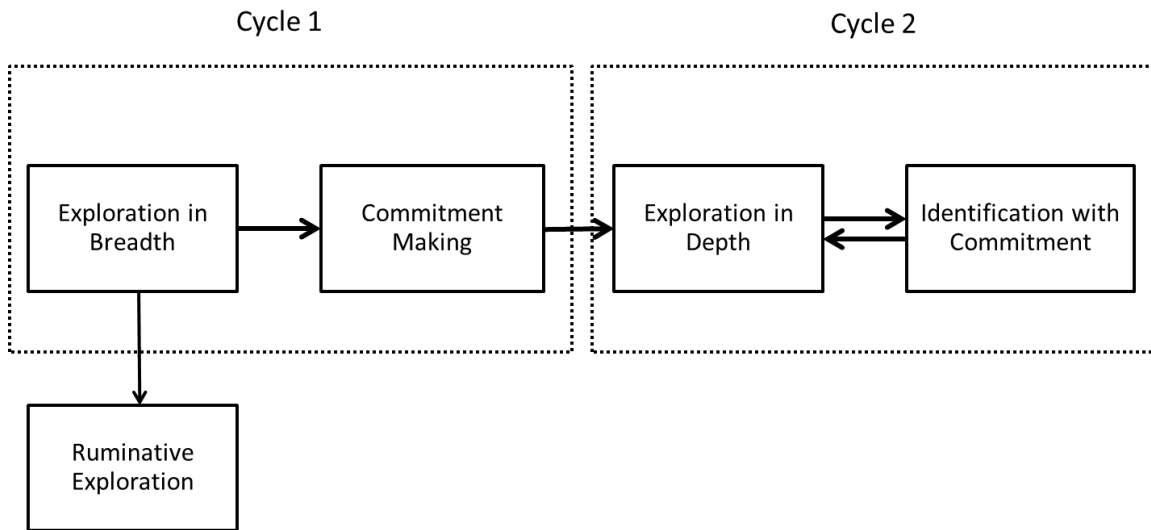 Cycle 1
Cycle 2
Exploration in
Breadth
Commitment
Making
Exploration in
Depth
Identification with
Commitment
Ruminative
Exploration